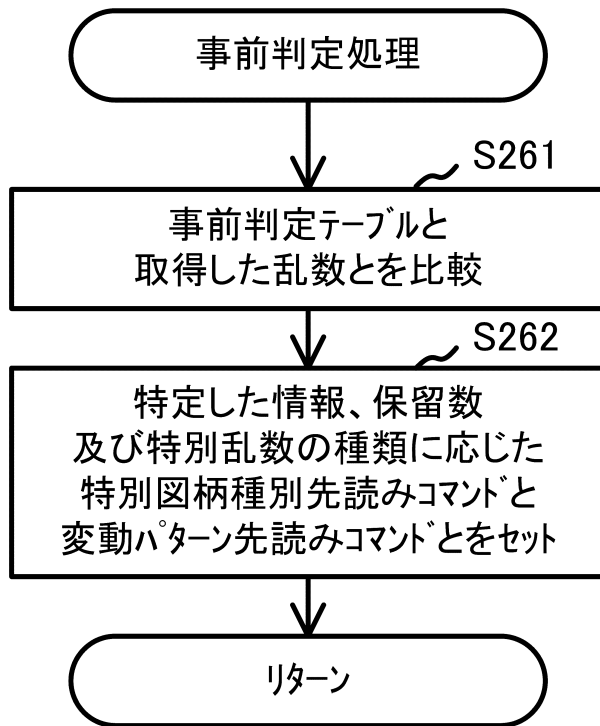 事前判定処理
S261
事前判定ﾃｰﾌﾞﾙと
取得した乱数とを比較
S262
特定した情報、保留数
及び特別乱数の種類に応じた
特別図柄種別先読みｺﾏﾝﾄﾞと
変動ﾊﾟﾀｰﾝ先読みｺﾏﾝﾄﾞとをｾｯﾄ
ﾘﾀｰﾝ